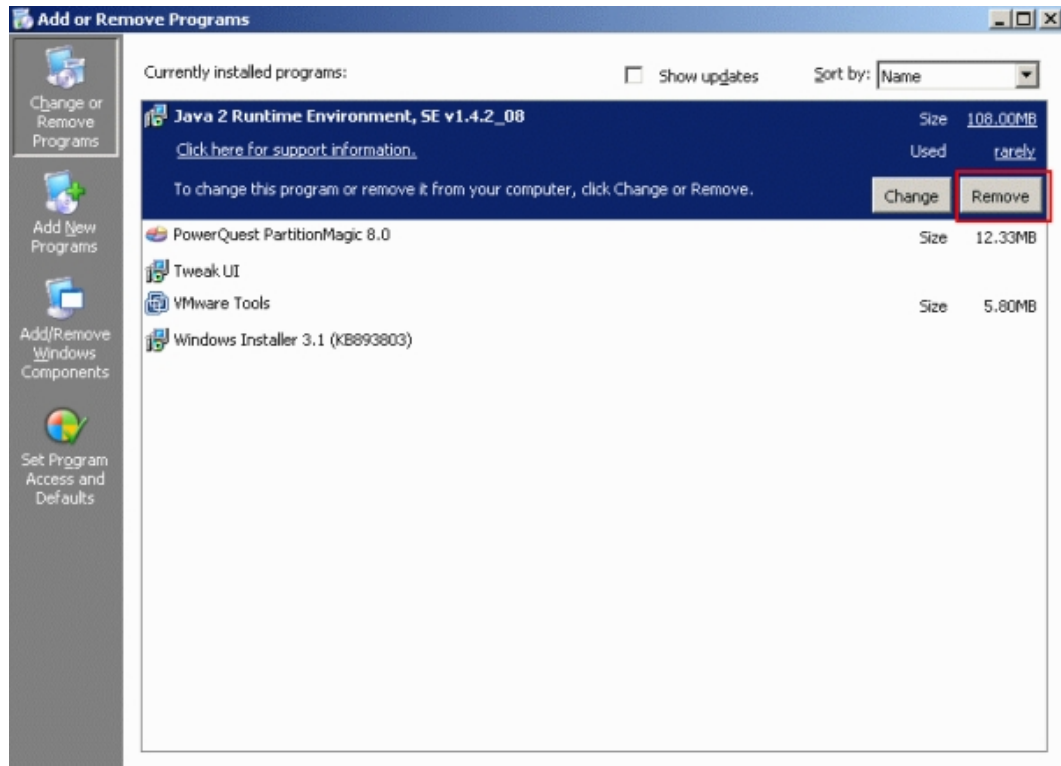 Add or Remove Programs
Change or
Remove
Programs
Add New
Programs
Add/Remove
Windows
Components
Set Program
Access and
Defaults
Currently installed programs:
Show updates
Sort by: Name
Java 2 Runtime Environment, SE v1.4.2_08
Size 108.00MB
Click here for support information.
Used rarely
To change this program or remove it from your computer, click Change or Remove.
Change Remove
PowerQuest PartitionMagic 8.0
Size 12.33MB
Tweak UI
VMware Tools
Size 5.80MB
Windows Installer 3.1 (KB893803)